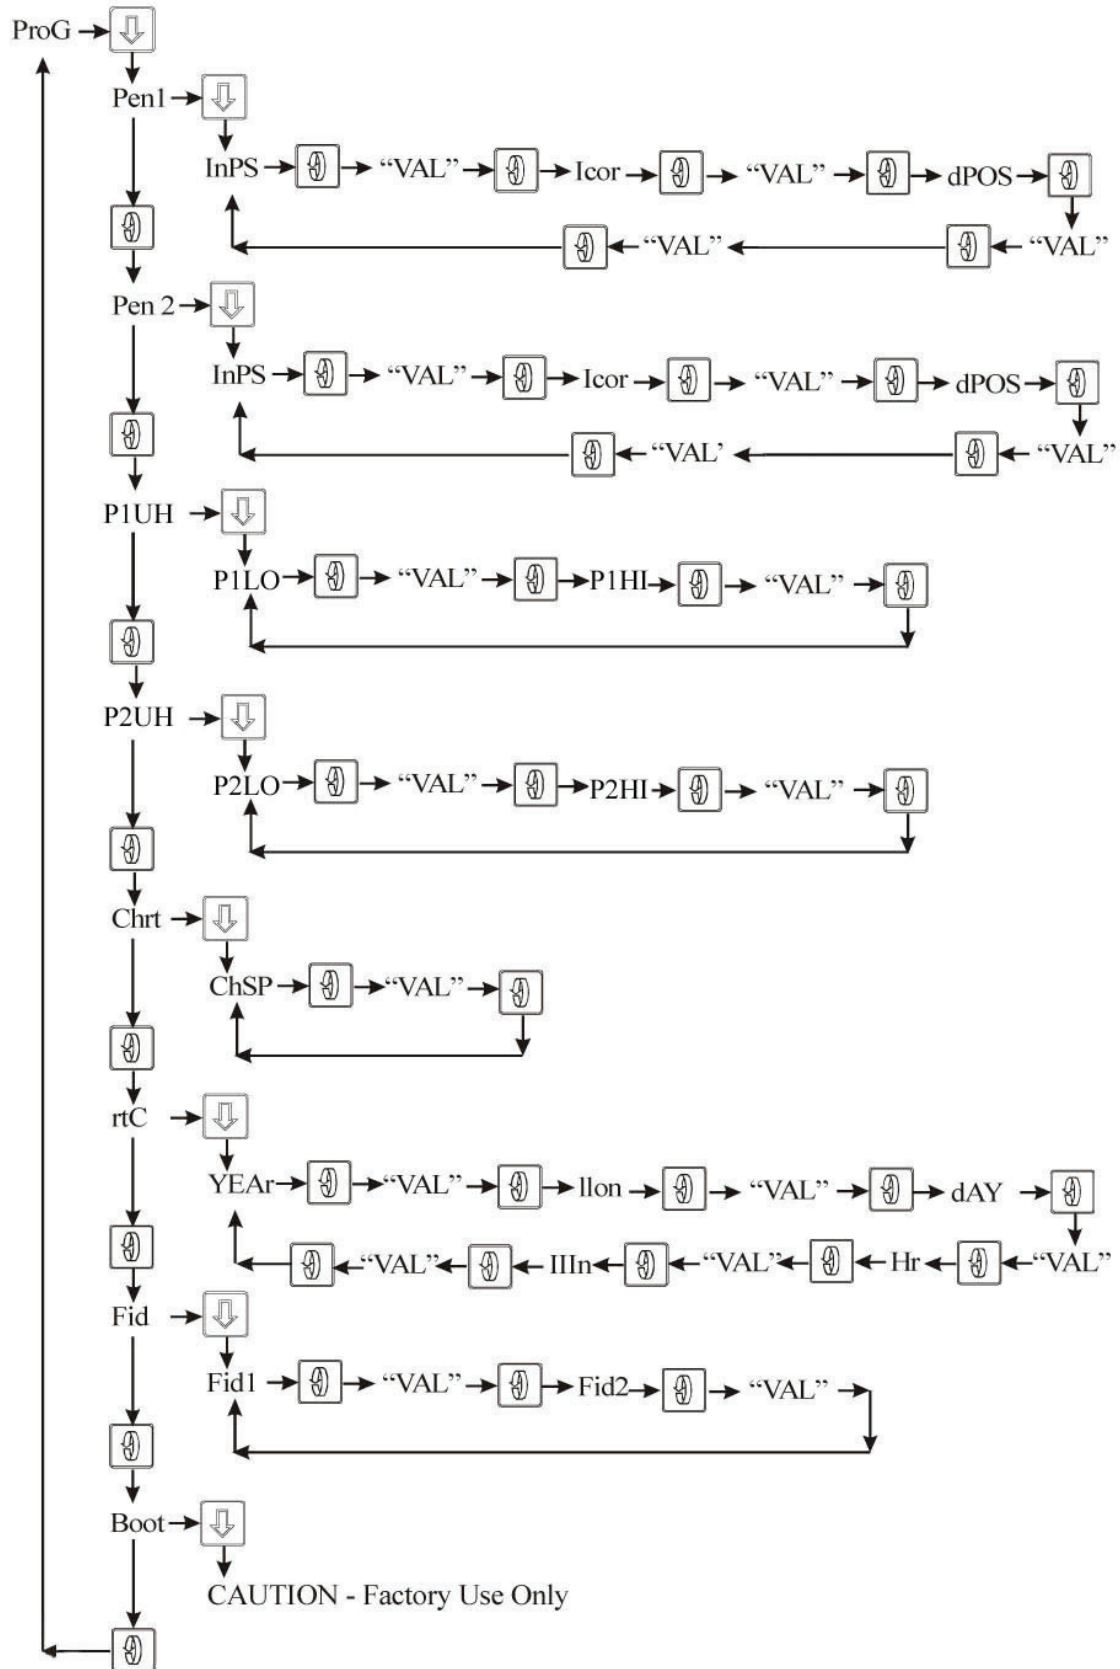 ProG
Pen1
InPS “VAL” Icor “VAL” dPOS
“VAL” “VAL”
Pen 2
InPS “VAL” Icor “VAL” dPOS
“VAL’ “VAL”
P1UH
P1LO “VAL” P1HI “VAL”
P2UH
P2LO “VAL” P2HI “VAL”
Chrt
ChSP “VAL”
rtC
YEAr “VAL” llon “VAL” dAY
“VAL” IIIn “VAL” Hr “VAL”
Fid
Fid1 “VAL” Fid2 “VAL”
Boot
CAUTION - Factory Use Only